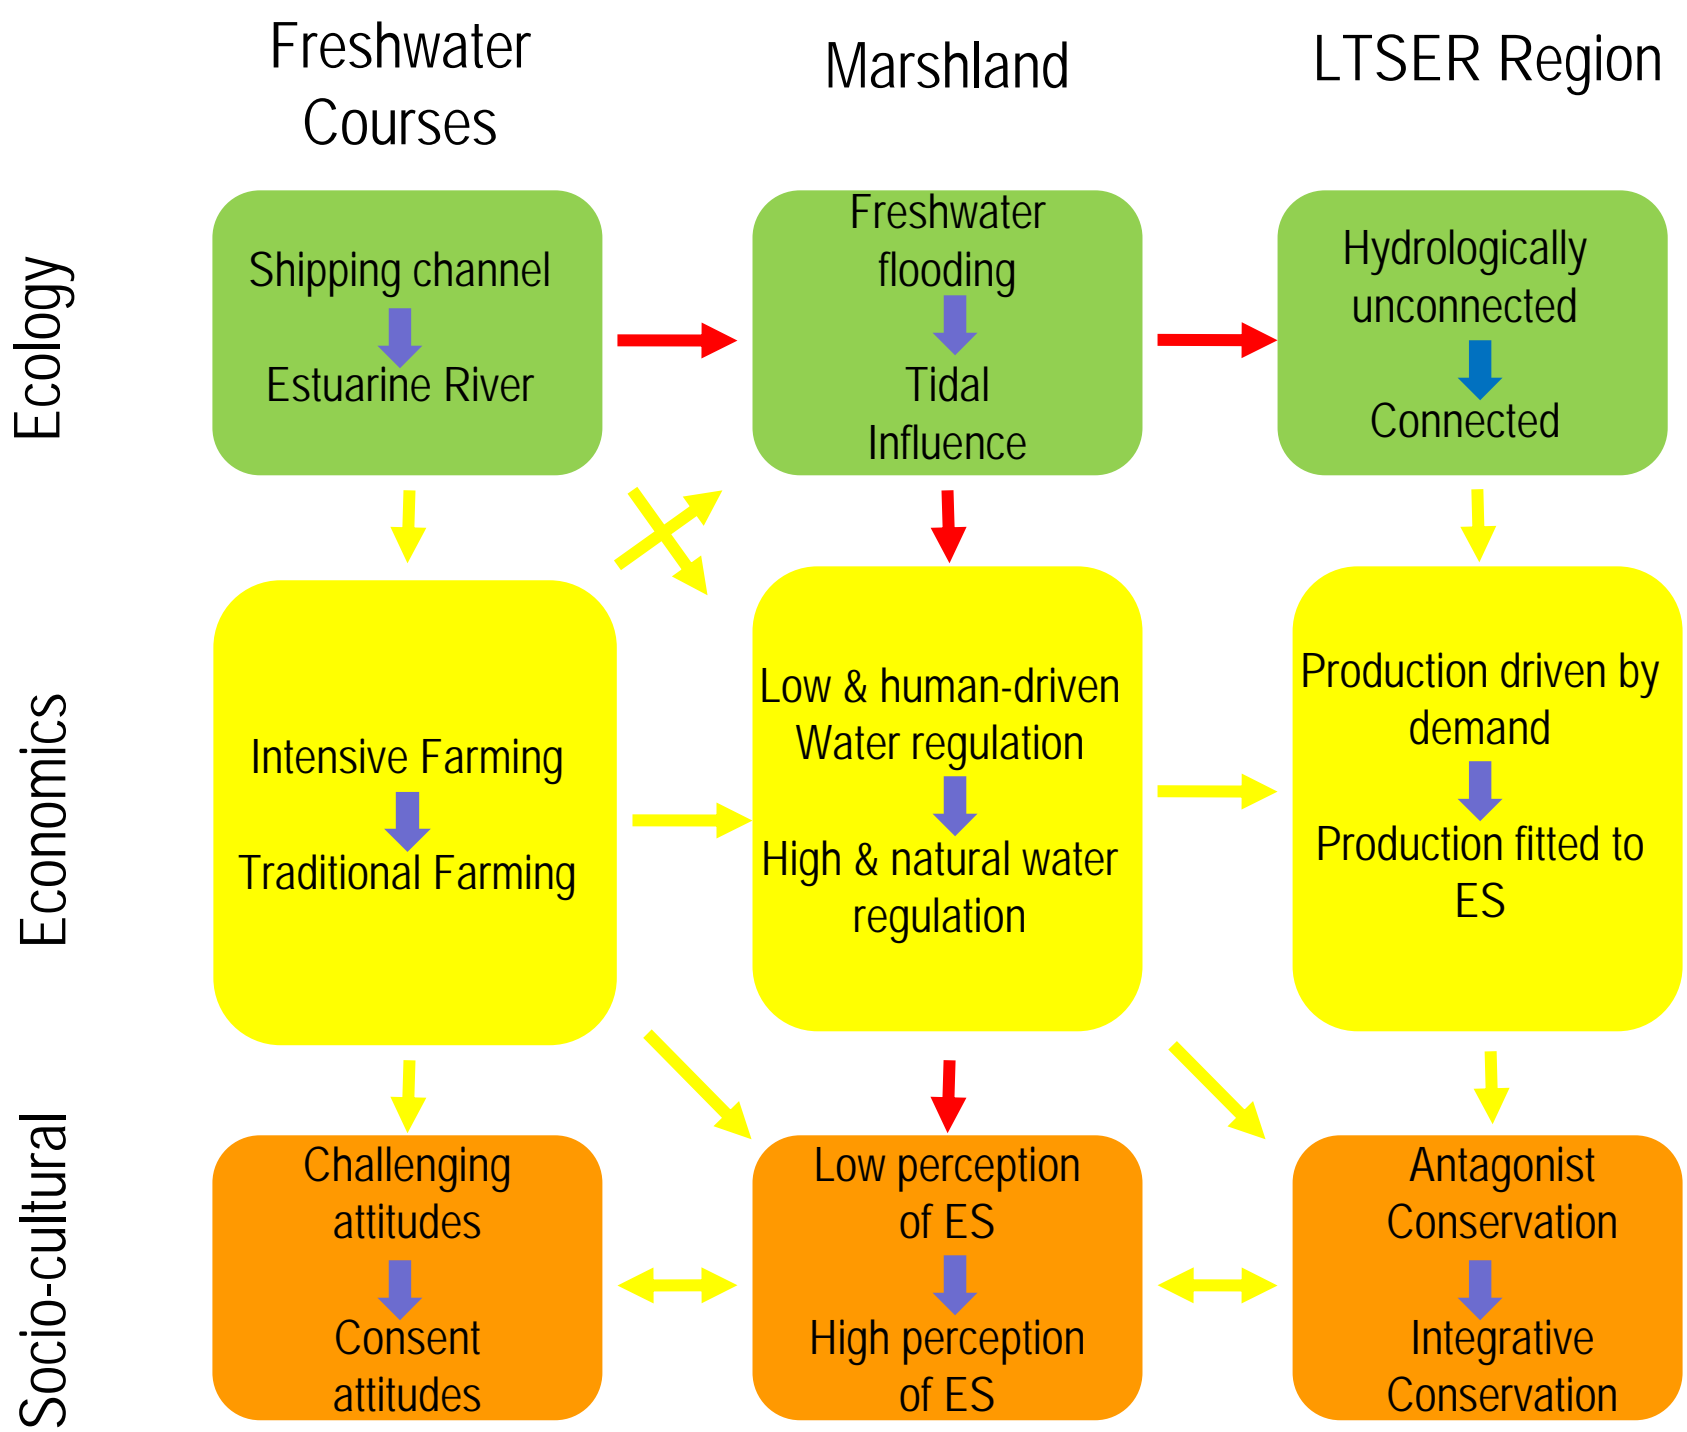 Freshwater
Courses
Marshland
LTSER Region
Ecology
Shipping channel
Estuarine River
Freshwater
flooding
Tidal
Influence
Hydrologically
unconnected
Connected
Economics
Intensive Farming
Traditional Farming
Low & human-driven
Water regulation
High & natural water
regulation
Production driven by
demand
Production fitted to
ES
Socio-cultural
Challenging
attitudes
Consent
attitudes
Low perception
of ES
High perception
of ES
Antagonist
Conservation
Integrative
Conservation